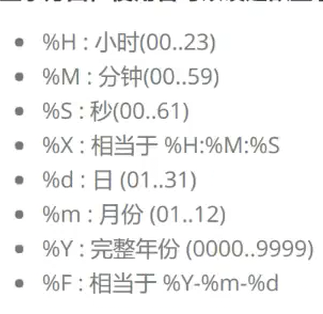 %H : 小时(00..23)
%M : 分钟(00..59)
%S : 秒(00..61)
%X : 相当于 %H:%M:%S
%d : 日 (01..31)
%m : 月份 (01..12)
%Y : 完整年份 (0000..9999)
%F : 相当于 %Y-%m-%d